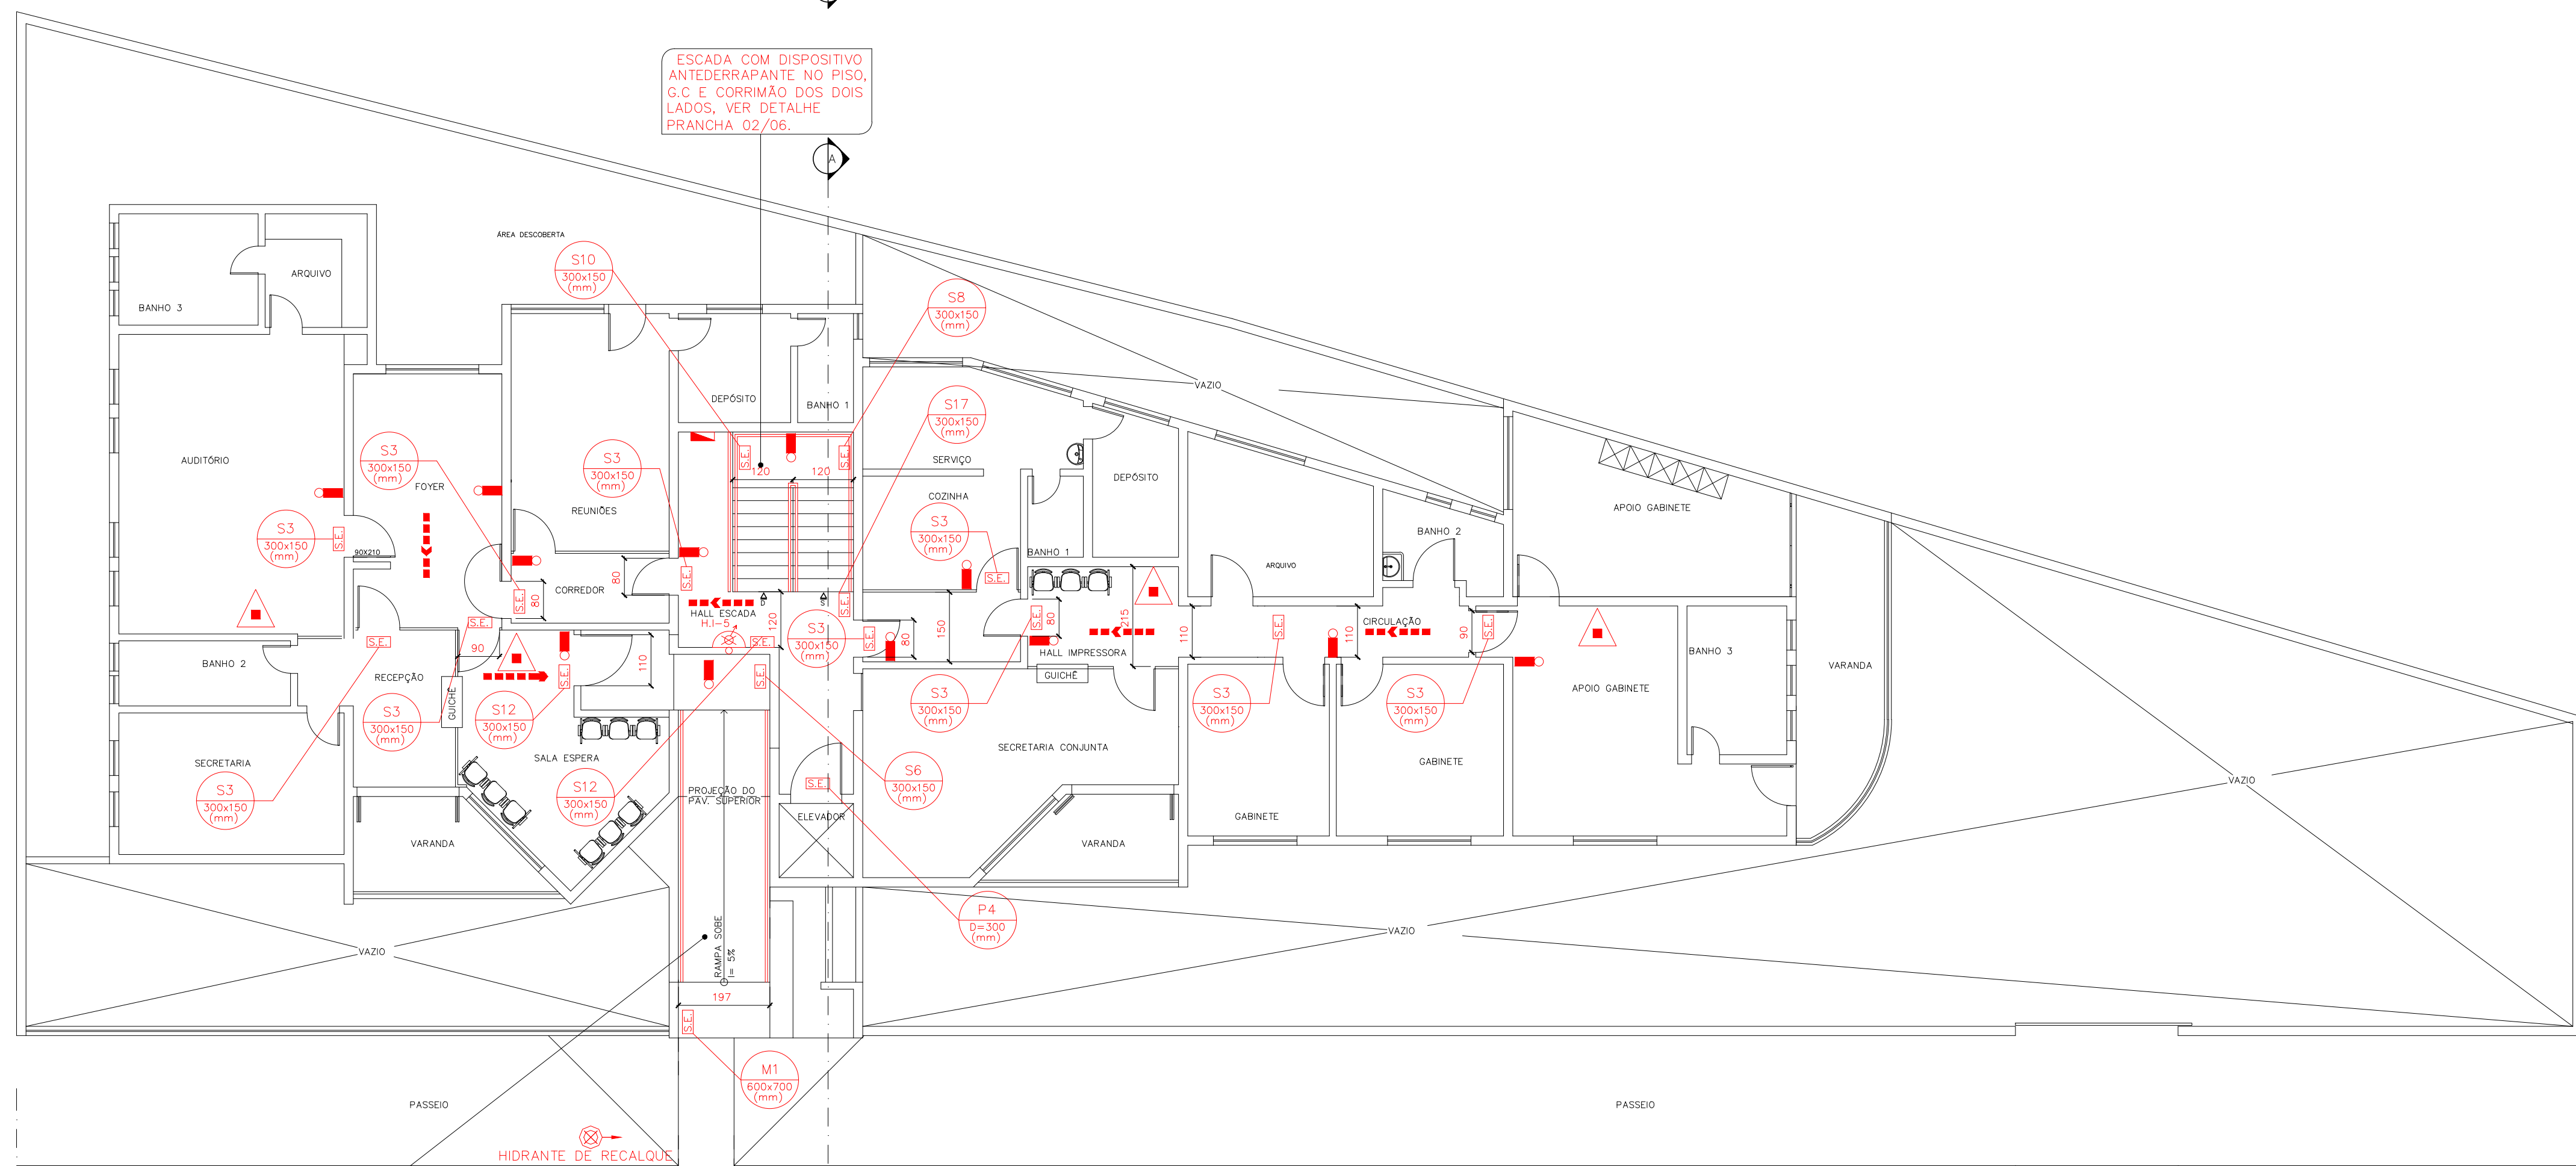 ESCADA COM DISPOSITIVO
ANTEDERRAPANTE NO PISO,
G.C E CORRIMÃO DOS DOIS
LADOS, VER DETALHE
PRANCHA 02/06.
A
ÁREA DESCOBERTA
S10
300x150
(mm)
ARQUIVO
BANHO 3
S8
300x150
(mm)
VAZIO
DEPÓSITO
BANHO 1
S17
300x150
(mm)
S3
300x150
(mm)
AUDITÓRIO
FOYER
S3
300x150
(mm)
REUNIÕES
S.E.
S.E.
120
120
SERVIÇO
COZINHA
DEPÓSITO
APOIO GABINETE
S3
300x150
(mm)
S.E.
90X210
S3
300x150
(mm)
BANHO 1
BANHO 2
ARQUIVO
CORREDOR
80
80
S.E.
S.E.
S.E.
S.E.
HALL ESCADA
H.I-5
D
S
120
S.E.
S3
300x150
(mm)
S.E.
80
150
S.E.
80
215
HALL IMPRESSORA
GUICHÊ
110
S.E.
110
CIRCULAÇÃO
90
S.E.
BANHO 2
S.E.
S.E.
90
RECEPÇÃO
GUICHÊ
S.E.
110
S.E.
S3
300x150
(mm)
S12
300x150
(mm)
S3
300x150
(mm)
S3
300x150
(mm)
S3
300x150
(mm)
APOIO GABINETE
BANHO 3
VARANDA
SECRETARIA
S3
300x150
(mm)
SALA ESPERA
S12
300x150
(mm)
PROJEÇÃO DO
PAV. SUPERIOR
S.E.
ELEVADOR
S6
300x150
(mm)
SECRETARIA CONJUNTA
GABINETE
GABINETE
VAZIO
VARANDA
VARANDA
P4
D=300
(mm)
VAZIO
VAZIO
RAMPA SOBE
I= 5%
197
S.E.
M1
600x700
(mm)
PASSEIO
PASSEIO
HIDRANTE DE RECALQUE